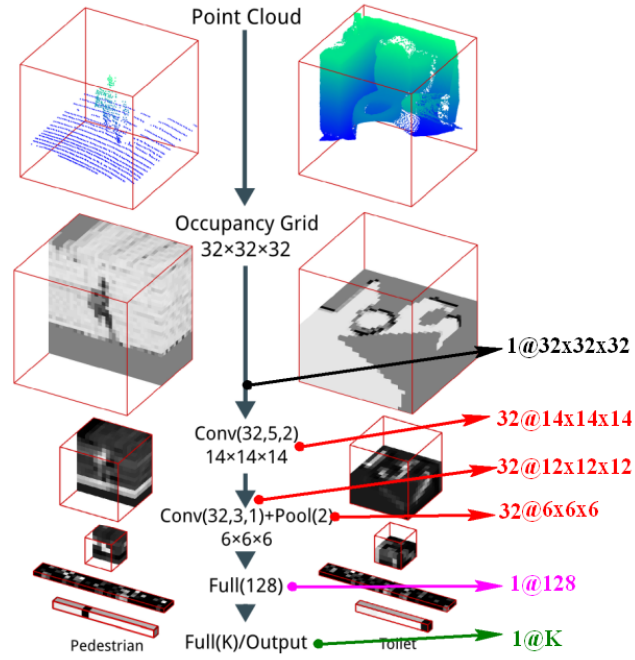 Point Cloud
Occupancy Grid
32×32×32
1@32x32x32
Conv(32,5,2)
14×14×14
32@14x14x14
32@12x12x12
Conv(32,3,1)+Pool(2)
6×6×6
32@6x6x6
Full(128)
1@128
Pedestrian
Toilet
Full(K)/Output
1@K